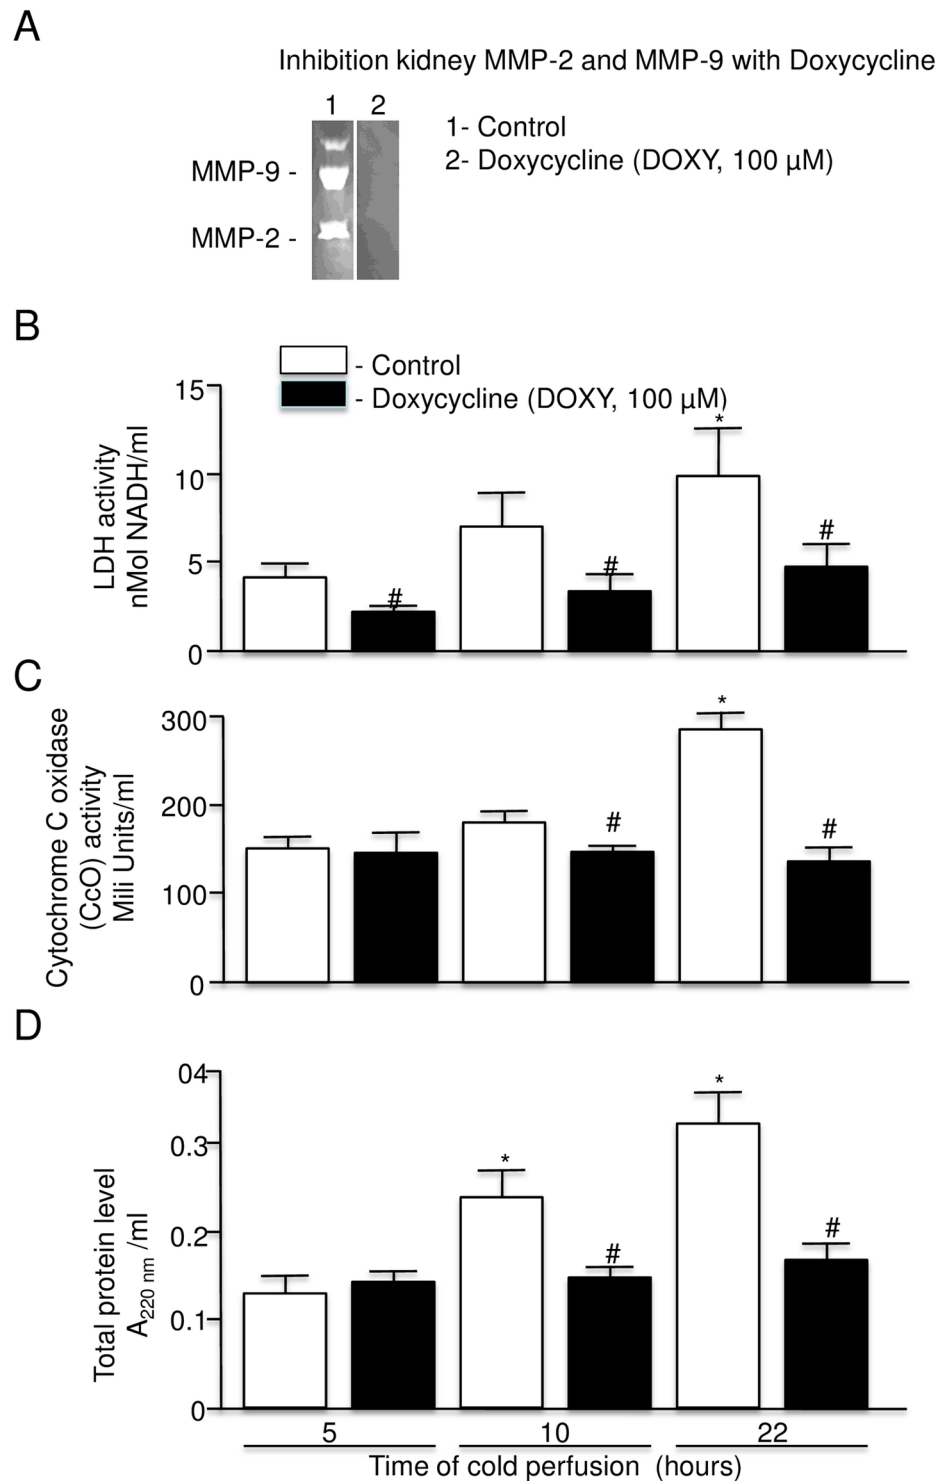 A
Inhibition kidney MMP-2 and MMP-9 with Doxycycline
1 2
1- Control
2- Doxycycline (DOXY, 100 µM)
MMP-9 -
MMP-2 -
B
- Control
- Doxycycline (DOXY, 100 µM)
LDH activity
nMol NADH/ml
15
10
5
0
*
#
#
#
C
Cytochrome C oxidase
(CcO) activity
Mili Units/ml
300
200
100
0
*
#
#
D
Total protein level
A220 nm /ml
04
0.3
0.2
0.1
0
*
*
#
#
5 10 22
Time of cold perfusion (hours)